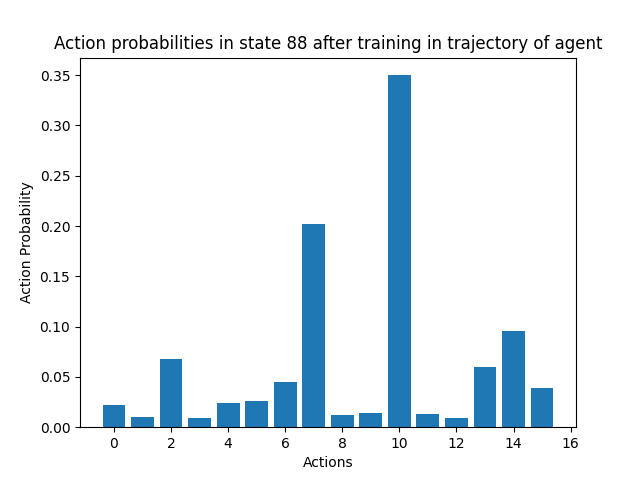 Action probabilities in state 88 after training in trajectory of agent
0.35
0.30
0.25
0.20
0.15
0.10
0.05
0.00
Action Probability
0 2 4 6 8 10 12 14 16
Actions